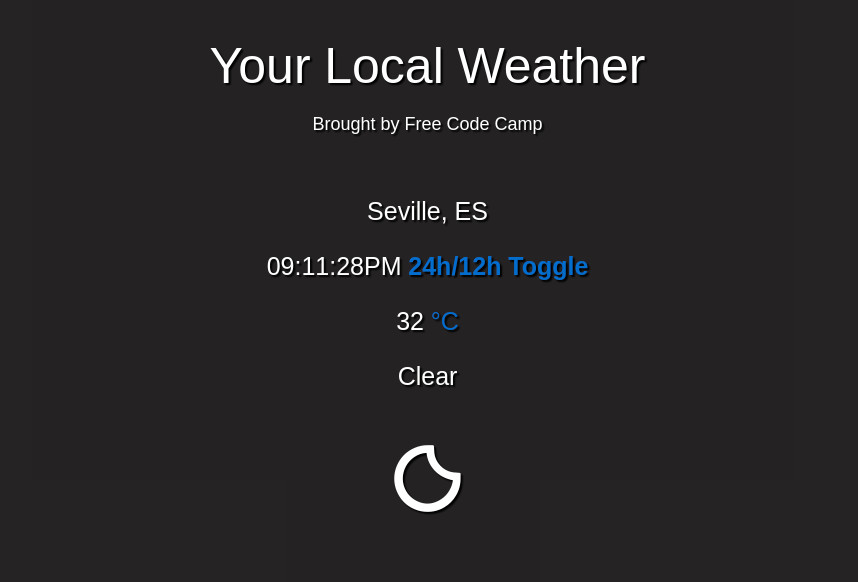 Your Local Weather
Brought by Free Code Camp
Seville, ES
09:11:28PM 24h/12h Toggle
32 °C
Clear